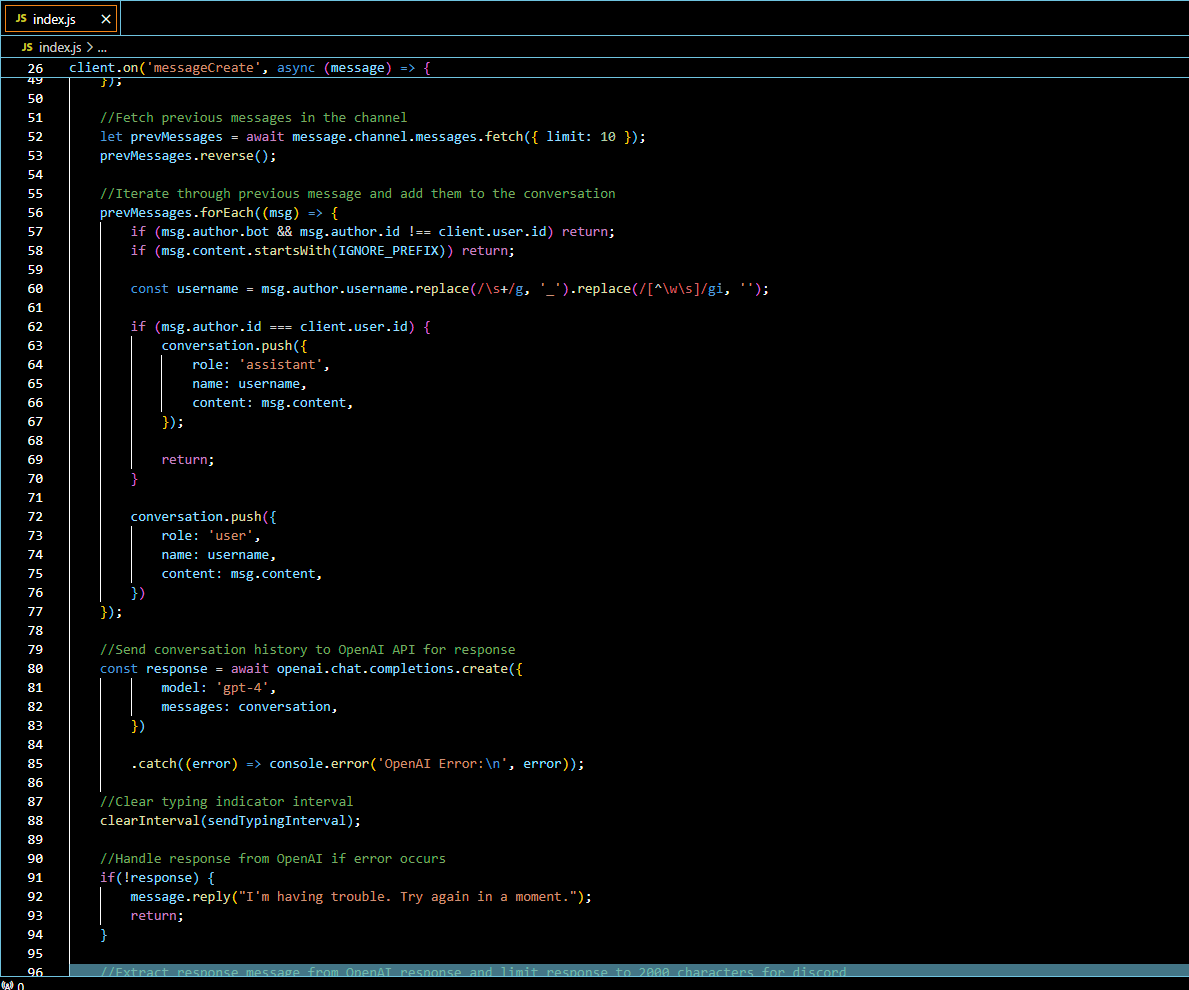 JS index.js ×
JS index.js > ...
26 client.on('messageCreate', async (message) => {
49 });
50
51 //Fetch previous messages in the channel
52 let prevMessages = await message.channel.messages.fetch({ limit: 10 });
53 prevMessages.reverse();
54
55 //Iterate through previous message and add them to the conversation
56 prevMessages.forEach((msg) => {
57 if (msg.author.bot && msg.author.id !== client.user.id) return;
58 if (msg.content.startsWith(IGNORE_PREFIX)) return;
59
60 const username = msg.author.username.replace(/\s+/g, '_').replace(/[^\w\s]/gi, '');
61
62 if (msg.author.id === client.user.id) {
63 conversation.push({
64 role: 'assistant',
65 name: username,
66 content: msg.content,
67 });
68
69 return;
70 }
71
72 conversation.push({
73 role: 'user',
74 name: username,
75 content: msg.content,
76 })
77 });
78
79 //Send conversation history to OpenAI API for response
80 const response = await openai.chat.completions.create({
81 model: 'gpt-4',
82 messages: conversation,
83 })
84
85 .catch((error) => console.error('OpenAI Error:\n', error));
86
87 //Clear typing indicator interval
88 clearInterval(sendTypingInterval);
89
90 //Handle response from OpenAI if error occurs
91 if(!response) {
92 message.reply("I'm having trouble. Try again in a moment.");
93 return;
94 }
95
96 //Extract response message from OpenAI response and limit response to 2000 characters for discord
0